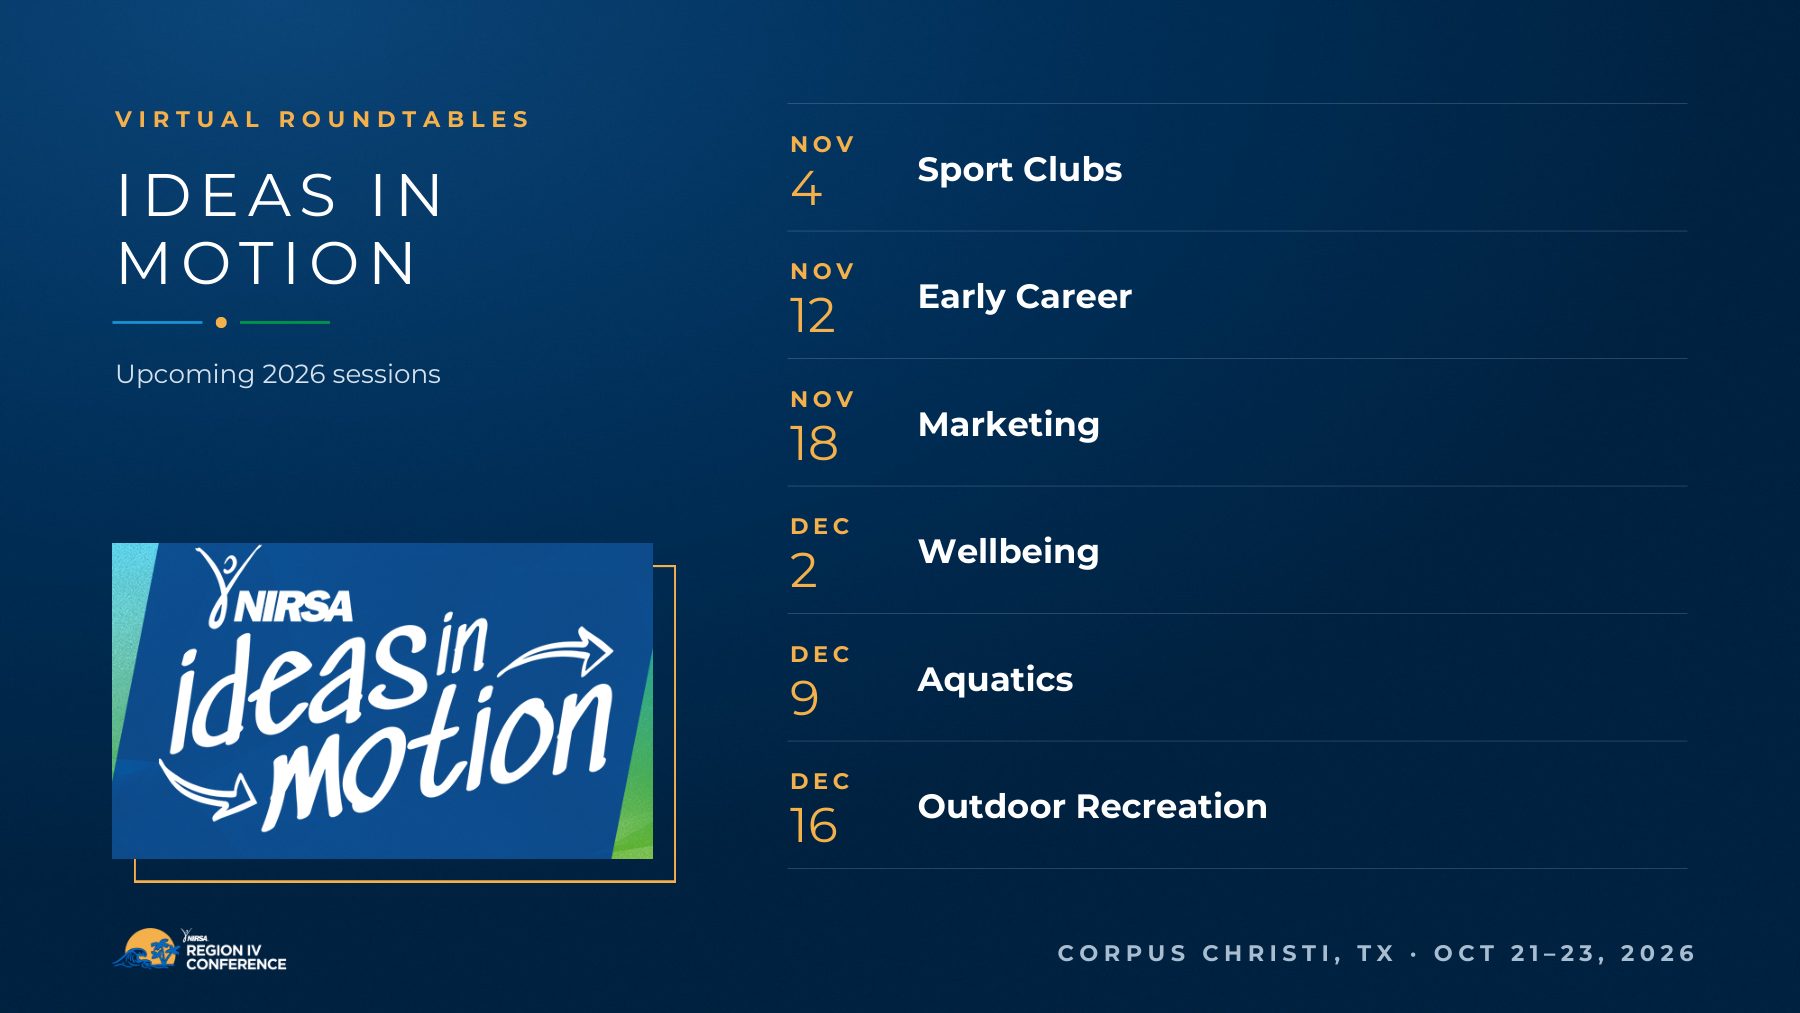 VIRTUAL ROUNDTABLES
IDEAS IN
MOTION
Upcoming 2026 sessions
NIRSA
ideas in
motion
NOV
4
Sport Clubs
NOV
12
Early Career
NOV
18
Marketing
DEC
2
Wellbeing
DEC
9
Aquatics
DEC
16
Outdoor Recreation
NIRSA
REGION IV
CONFERENCE
CORPUS CHRISTI, TX · OCT 21–23, 2026